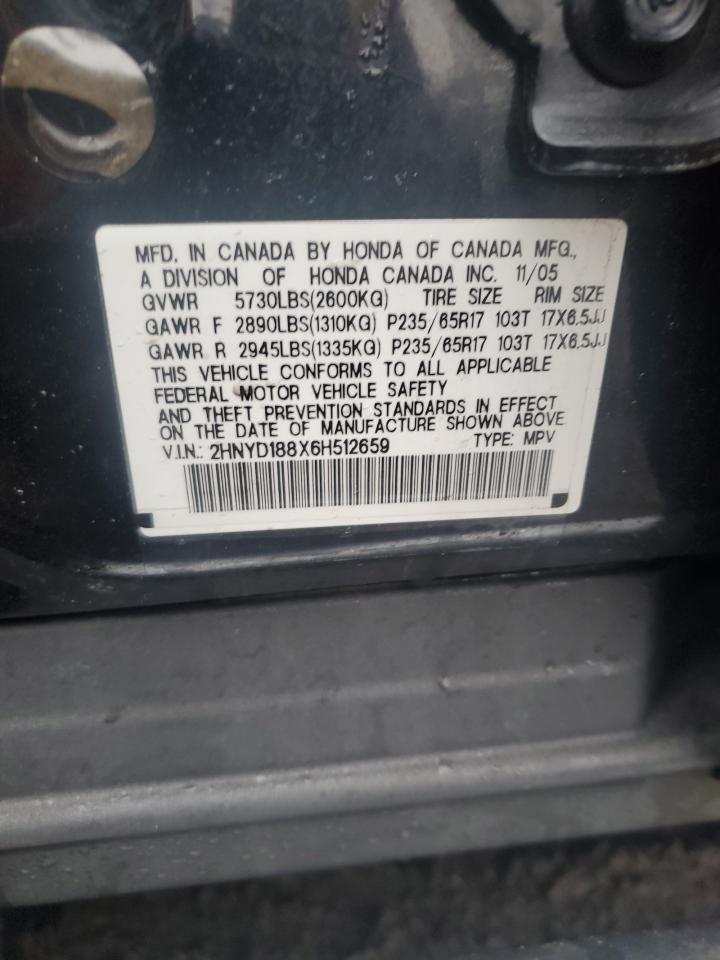 MFD. IN CANADA BY HONDA OF CANADA MFG.,
A DIVISION OF HONDA CANADA INC. 11/05
GVWR 5730LBS(2600KG) TIRE SIZE RIM SIZE
GAWR F 2890LBS(1310KG) P235/65R17 103T 17X6.5JJ
GAWR R 2945LBS(1335KG) P235/65R17 103T 17X6.5JJ
THIS VEHICLE CONFORMS TO ALL APPLICABLE
FEDERAL MOTOR VEHICLE SAFETY
AND THEFT PREVENTION STANDARDS IN EFFECT
ON THE DATE OF MANUFACTURE SHOWN ABOVE.
V.I.N.: 2HNYD188X6H512659 TYPE: MPV